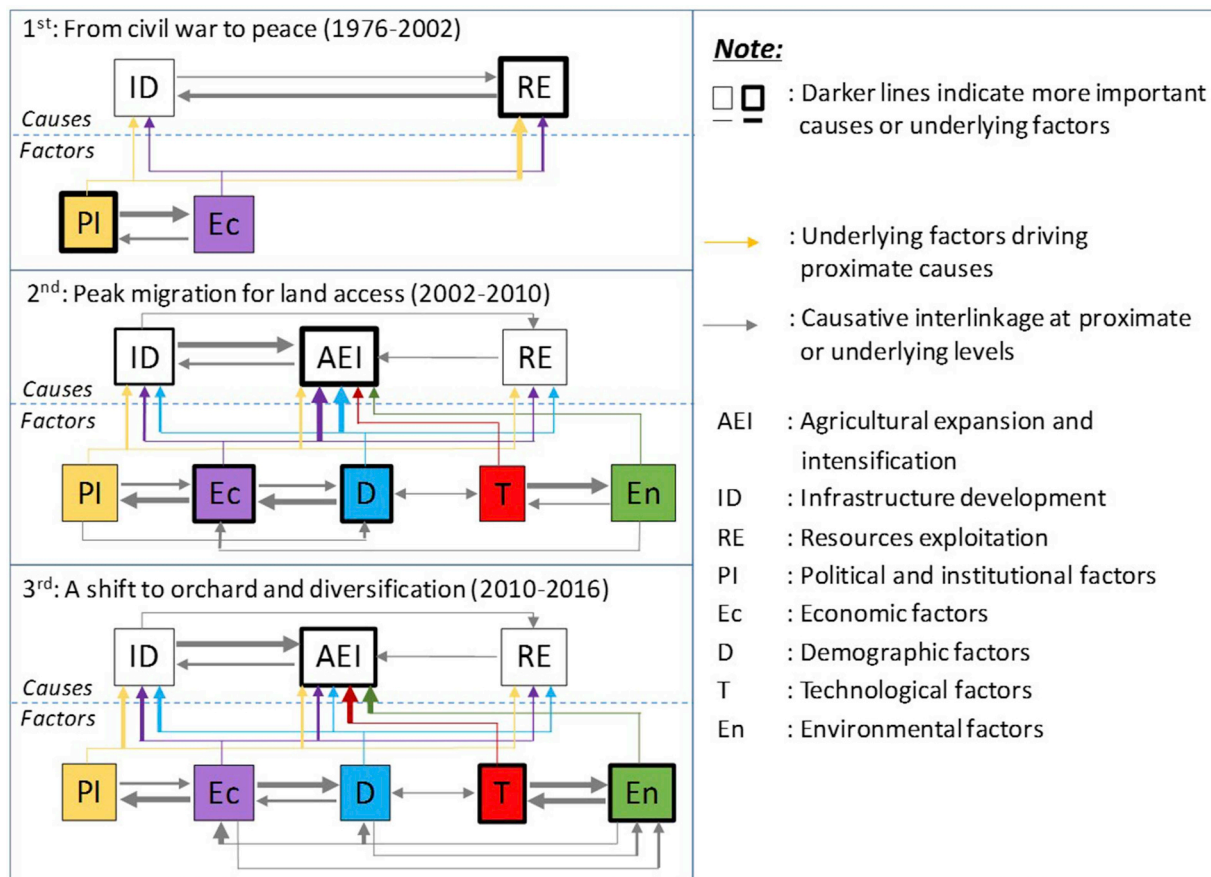 1st: From civil war to peace (1976-2002)
ID
RE
Causes
Factors
PI
Ec
2nd: Peak migration for land access (2002-2010)
ID
AEI
RE
Causes
Factors
PI
Ec
D
T
En
3rd: A shift to orchard and diversification (2010-2016)
ID
AEI
RE
Causes
Factors
PI
Ec
D
T
En
Note:
: Darker lines indicate more important
causes or underlying factors
: Underlying factors driving
proximate causes
: Causative interlinkage at proximate
or underlying levels
AEI : Agricultural expansion and
intensification
ID : Infrastructure development
RE : Resources exploitation
PI : Political and institutional factors
Ec : Economic factors
D : Demographic factors
T : Technological factors
En : Environmental factors